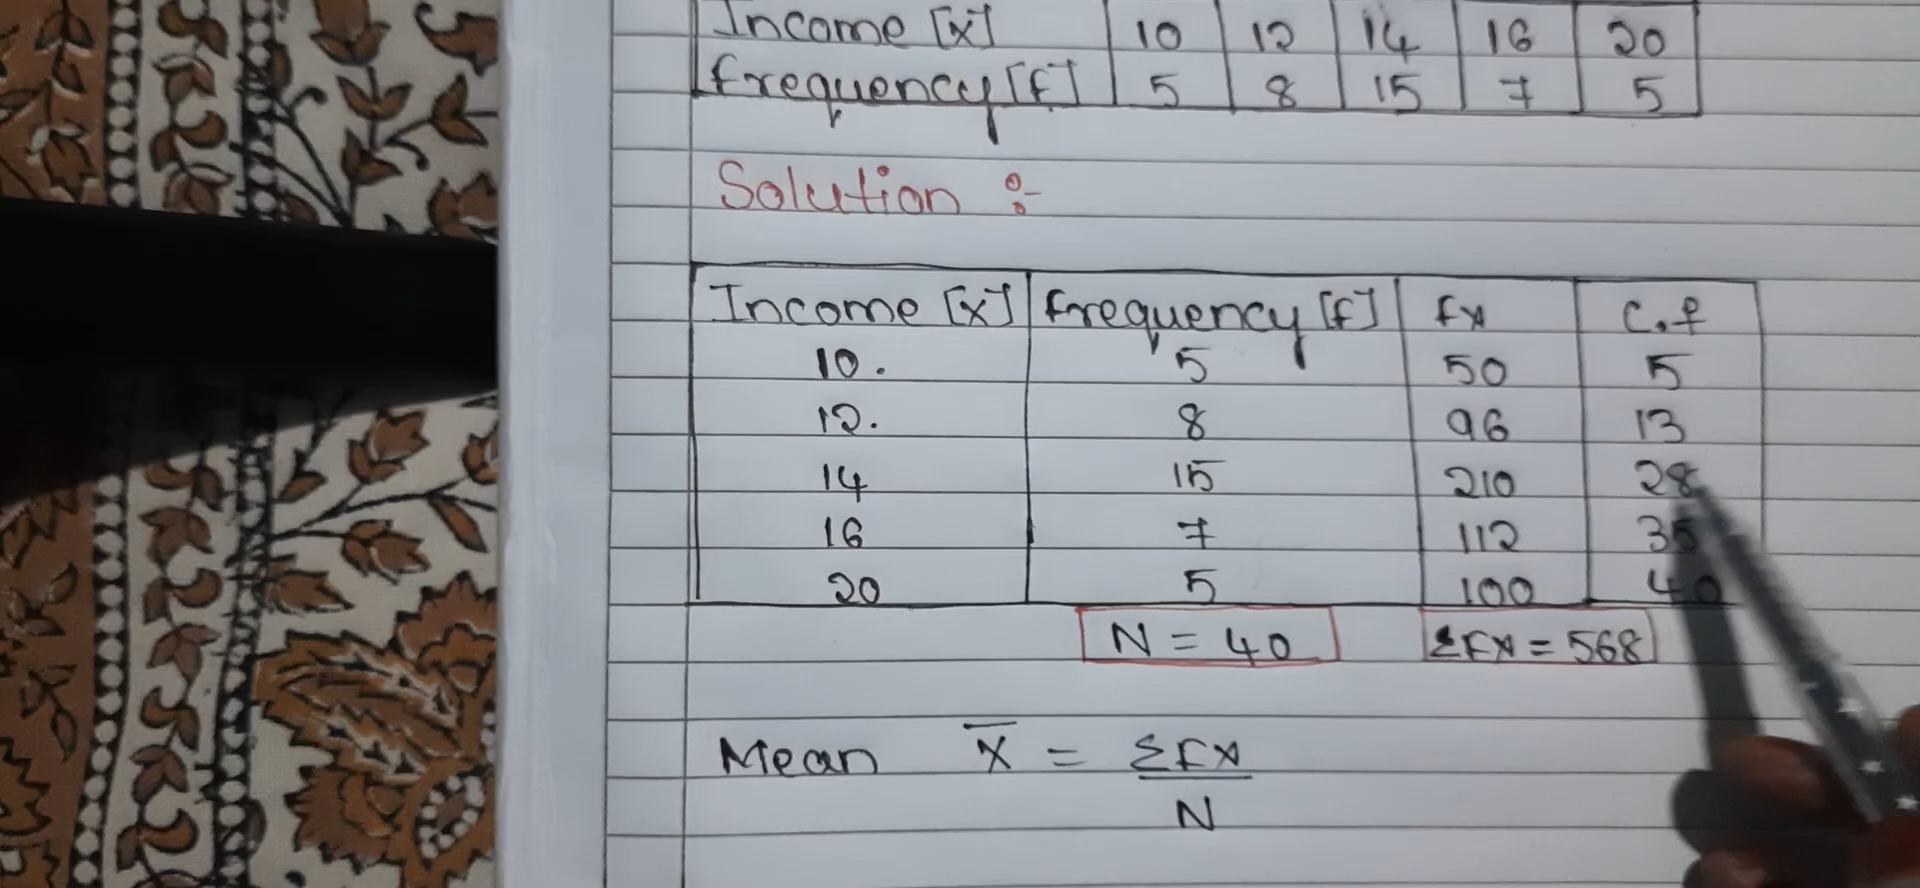 Income [x] 10 12 14 16 20
Frequency [f] 5 8 15 7 5
Solution :-
Income [x] Frequency [f] fx C.f
10. 5 50 5
12. 8 96 13
14 15 210 28
16 7 112 35
20 5 100 40
N = 40 Σfx = 568
Mean x̄ = Σfx
N